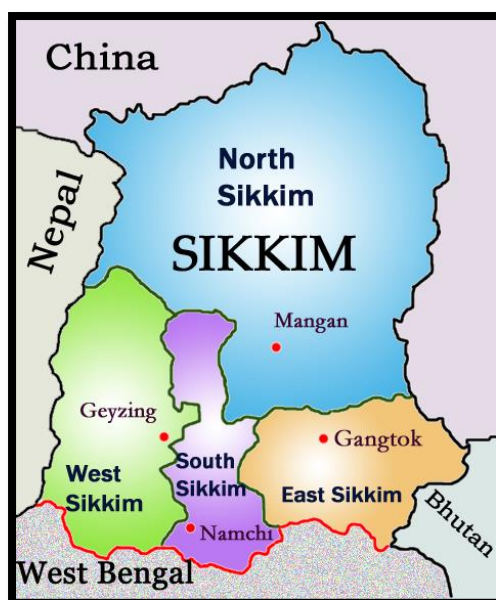 China
North
Sikkim
Nepal
SIKKIM
Mangan
Geyzing
Gangtok
West
Sikkim
South
Sikkim
East Sikkim
Namchi
Bhutan
West Bengal